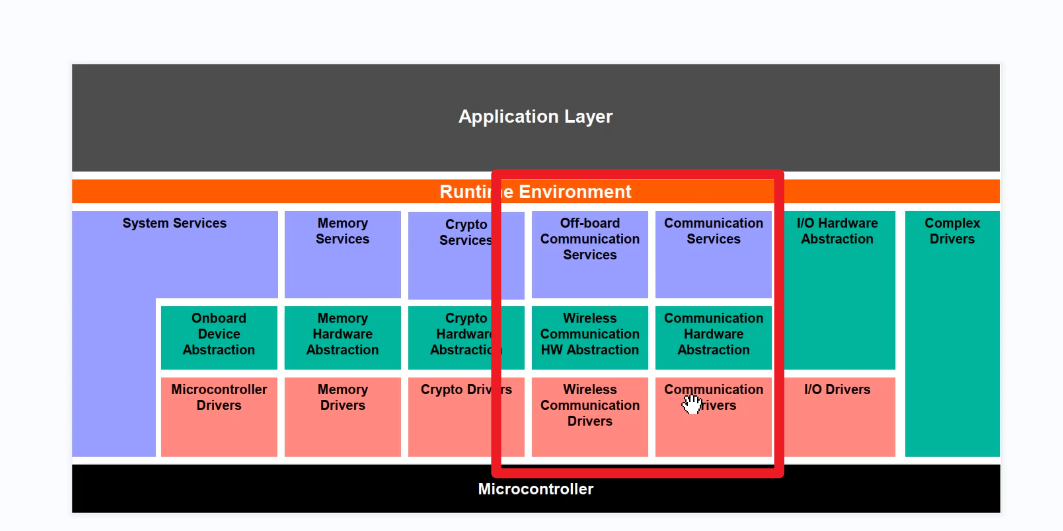 Application Layer
Runtime Environment
System Services
Memory
Services
Crypto
Services
Off-board
Communication
Services
Communication
Services
I/O Hardware
Abstraction
Complex
Drivers
Onboard
Device
Abstraction
Memory
Hardware
Abstraction
Crypto
Hardware
Abstraction
Wireless
Communication
HW Abstraction
Communication
Hardware
Abstraction
Microcontroller
Drivers
Memory
Drivers
Crypto Drivers
Wireless
Communication
Drivers
Communication
Drivers
I/O Drivers
Microcontroller